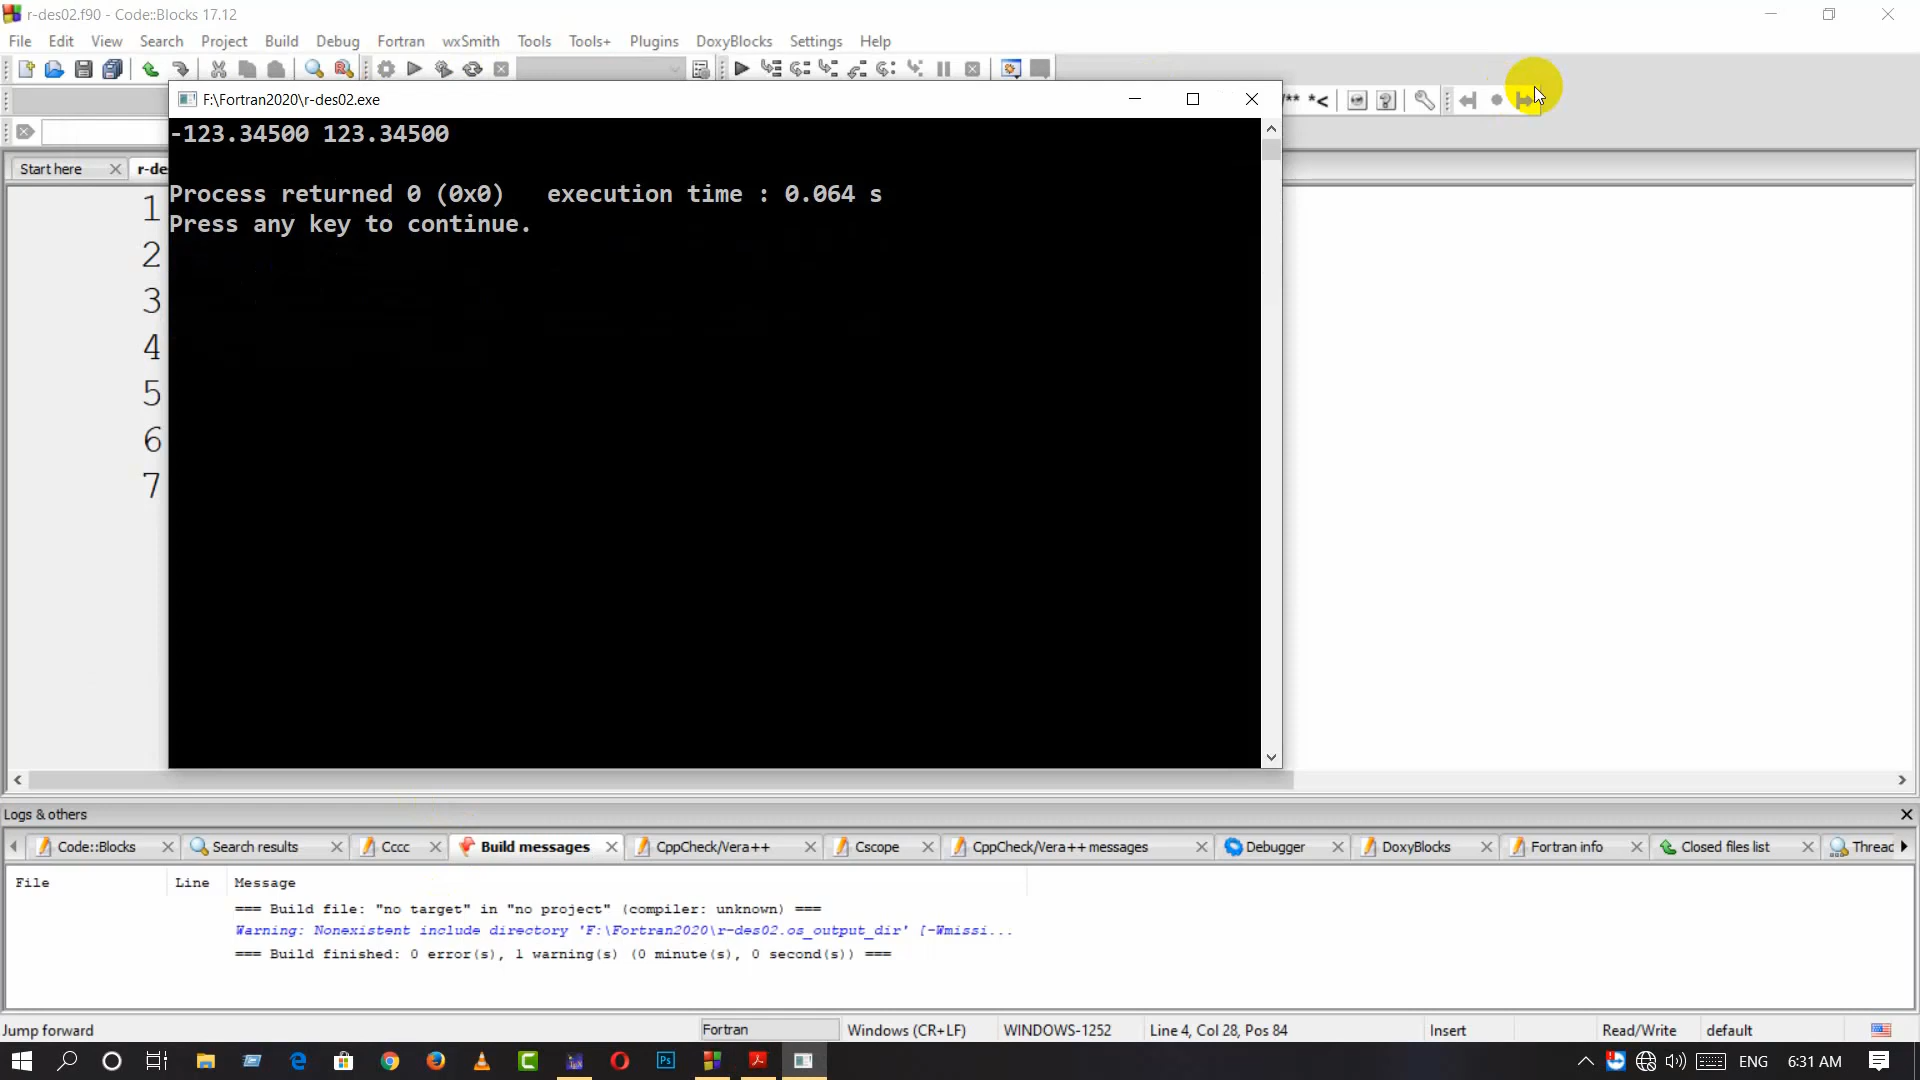 r-des02.f90 - Code::Blocks 17.12
File Edit View Search Project Build Debug Fortran wxSmith Tools Tools+ Plugins DoxyBlocks Settings Help
F:\Fortran2020\r-des02.exe
/** *<
-123.34500 123.34500
Start here
r-de
Process returned 0 (0x0)   execution time : 0.064 s
Press any key to continue.
1
2
3
4
5
6
7
Logs & others
Code::Blocks Search results Cccc Build messages CppCheck/Vera++ Cscope CppCheck/Vera++ messages Debugger DoxyBlocks Fortran info Closed files list Thread
File Line Message
=== Build file: "no target" in "no project" (compiler: unknown) ===
Warning: Nonexistent include directory 'F:\Fortran2020\r-des02.os_output_dir' [-Wmissi...
=== Build finished: 0 error(s), 1 warning(s) (0 minute(s), 0 second(s)) ===
Jump forward Fortran Windows (CR+LF) WINDOWS-1252 Line 4, Col 28, Pos 84 Insert Read/Write default
Ps ENG 6:31 AM